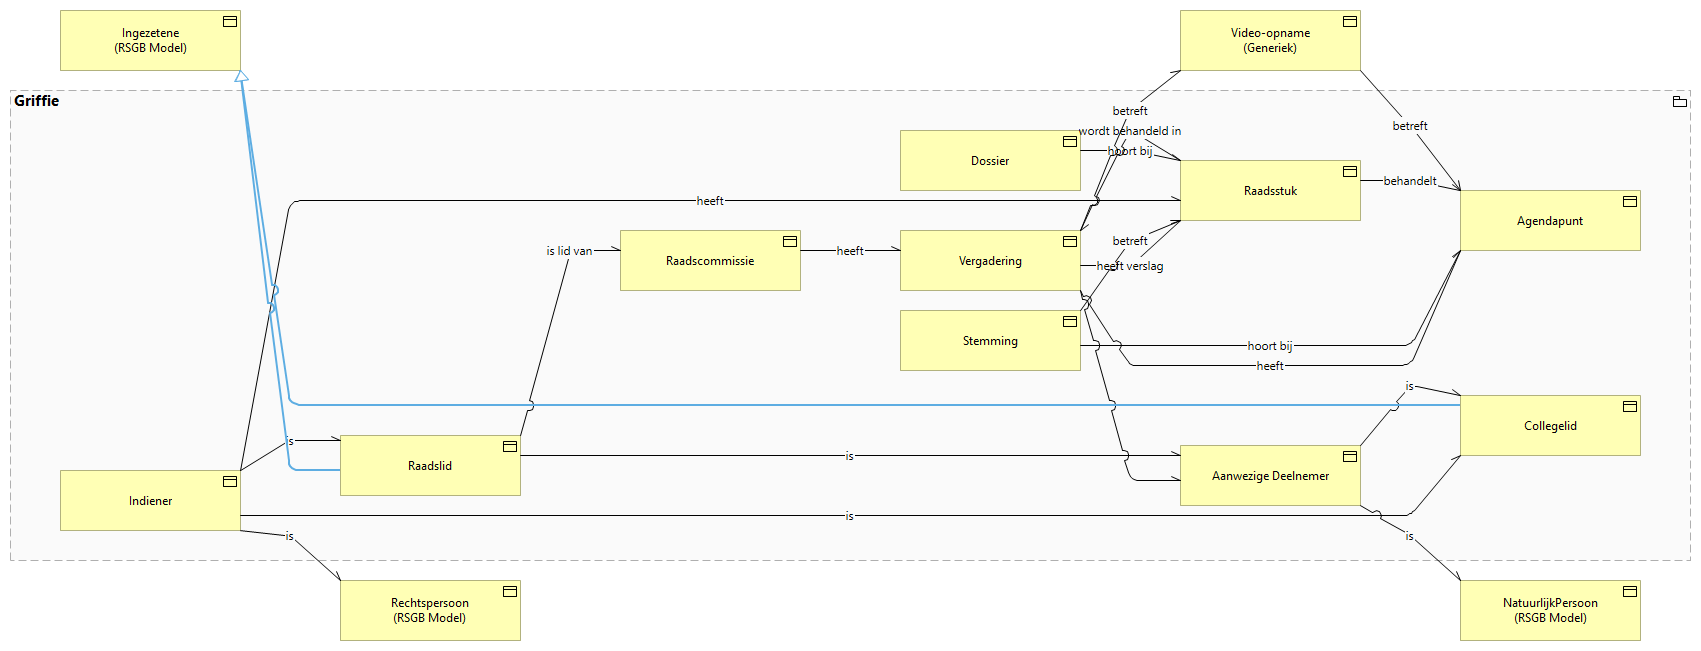 Ingezetene
(RSGB Model)
Video-opname
(Generiek)
Griffie
betreft
wordt behandeld in
hoort bij
betreft
Dossier
Raadsstuk
behandelt
Agendapunt
heeft
is lid van
Raadscommissie
heeft
Vergadering
betreft
heeft verslag
Stemming
hoort bij
heeft
is
Collegelid
is
Raadslid
is
Aanwezige Deelnemer
Indiener
is
is
is
Rechtspersoon
(RSGB Model)
NatuurlijkPersoon
(RSGB Model)